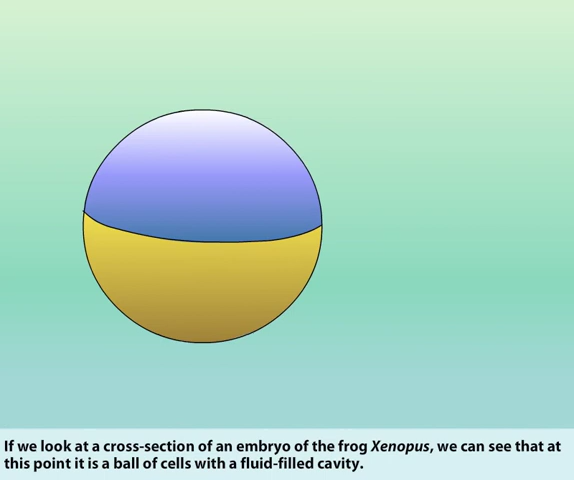 If we look at a cross-section of an embryo of the frog Xenopus, we can see that at
this point it is a ball of cells with a fluid-filled cavity.